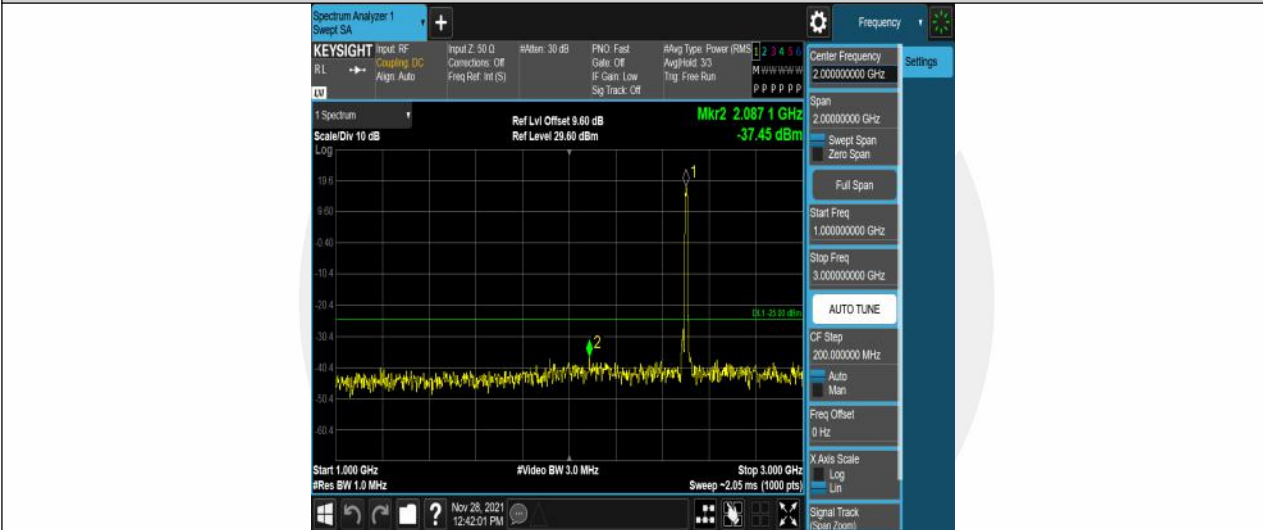 Spectrum Analyzer 1
Swept SA
+
Frequency
KEYSIGHT
RL
Input: RF
Coupling: DC
Align: Auto
Input Z: 50 Ω
Corrections: Off
Freq Ref: Int (S)
#Atten: 30 dB
PNO: Fast
Gate: Off
IF Gain: Low
Sig Track: Off
#Avg Type: Power (RMS
Avg|Hold: 3/3
Trig: Free Run
1 2 3 4 5 6
M W W W W W
P P P P P P
1 Spectrum
Scale/Div 10 dB
Log
Ref Lvl Offset 9.60 dB
Ref Level 29.60 dBm
Mkr2 2.087 1 GHz
-37.45 dBm
19.6
9.60
-0.40
-10.4
-20.4
-30.4
-40.4
-50.4
-60.4
1
2
DL1 -25.00 dBm
Start 1.000 GHz
#Res BW 1.0 MHz
#Video BW 3.0 MHz
Stop 3.000 GHz
Sweep ~2.05 ms (1000 pts)
?
Nov 28, 2021
12:42:01 PM
Center Frequency
2.000000000 GHz
Settings
Span
2.00000000 GHz
Swept Span
Zero Span
Full Span
Start Freq
1.000000000 GHz
Stop Freq
3.000000000 GHz
AUTO TUNE
CF Step
200.000000 MHz
Auto
Man
Freq Offset
0 Hz
X Axis Scale
Log
Lin
Signal Track
(Span Zoom)